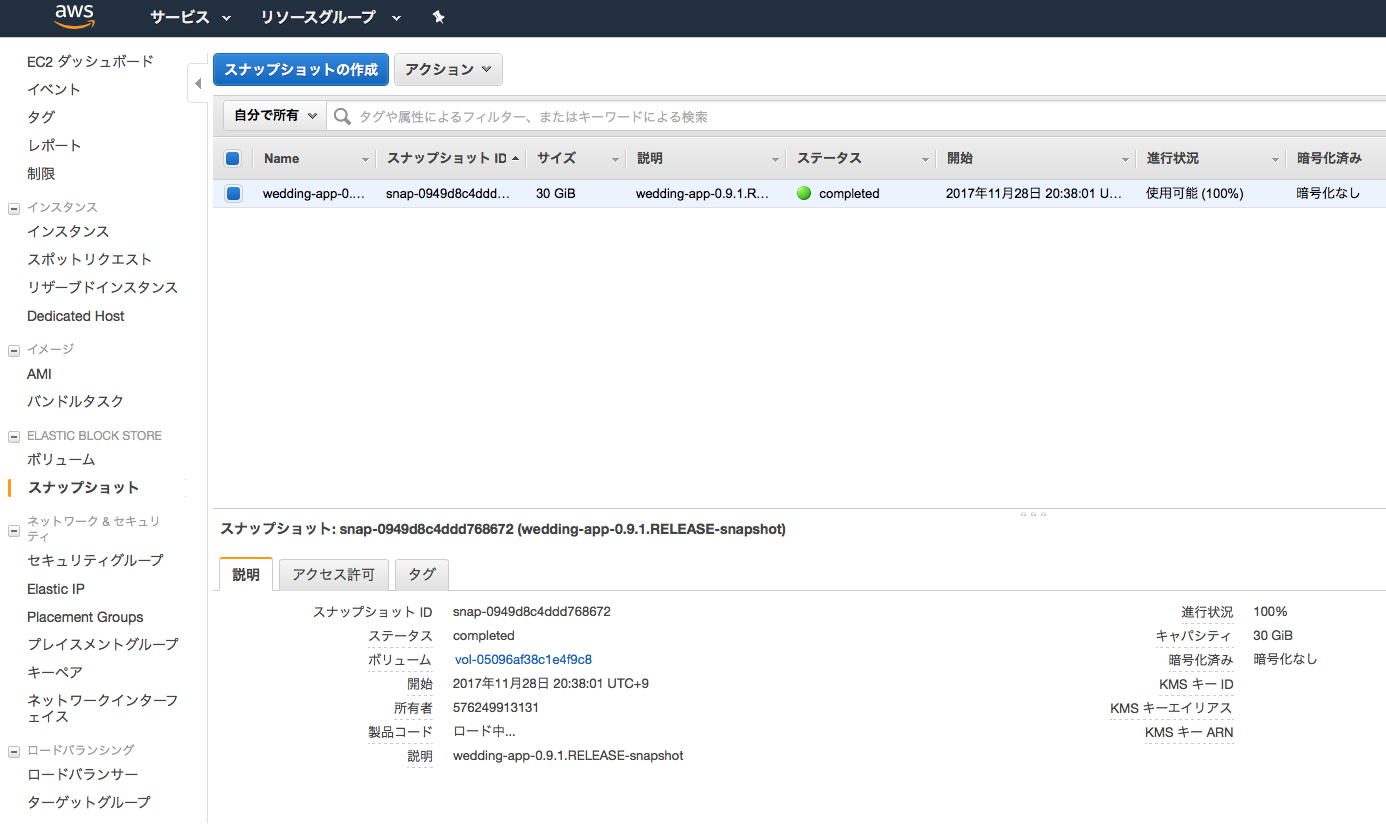 aws サービス リソースグループ
EC2 ダッシュボード
イベント
タグ
レポート
制限
インスタンス
インスタンス
スポットリクエスト
リザーブドインスタンス
Dedicated Host
イメージ
AMI
バンドルタスク
ELASTIC BLOCK STORE
ボリューム
スナップショット
ネットワーク & セキュリ
ティ
セキュリティグループ
Elastic IP
Placement Groups
プレイスメントグループ
キーペア
ネットワークインターフ
ェイス
ロードバランシング
ロードバランサー
ターゲットグループ
スナップショットの作成 アクション
自分で所有 タグや属性によるフィルター、またはキーワードによる検索
Name スナップショット ID サイズ 説明 ステータス 開始 進行状況 暗号化済み
wedding-app-0.... snap-0949d8c4ddd... 30 GiB wedding-app-0.9.1.R... completed 2017年11月28日 20:38:01 U... 使用可能 (100%) 暗号化なし
スナップショット: snap-0949d8c4ddd768672 (wedding-app-0.9.1.RELEASE-snapshot)
説明 アクセス許可 タグ
スナップショット ID snap-0949d8c4ddd768672
ステータス completed
ボリューム vol-05096af38c1e4f9c8
開始 2017年11月28日 20:38:01 UTC+9
所有者 576249913131
製品コード ロード中...
説明 wedding-app-0.9.1.RELEASE-snapshot
進行状況 100%
キャパシティ 30 GiB
暗号化済み 暗号化なし
KMS キー ID
KMS キーエイリアス
KMS キー ARN